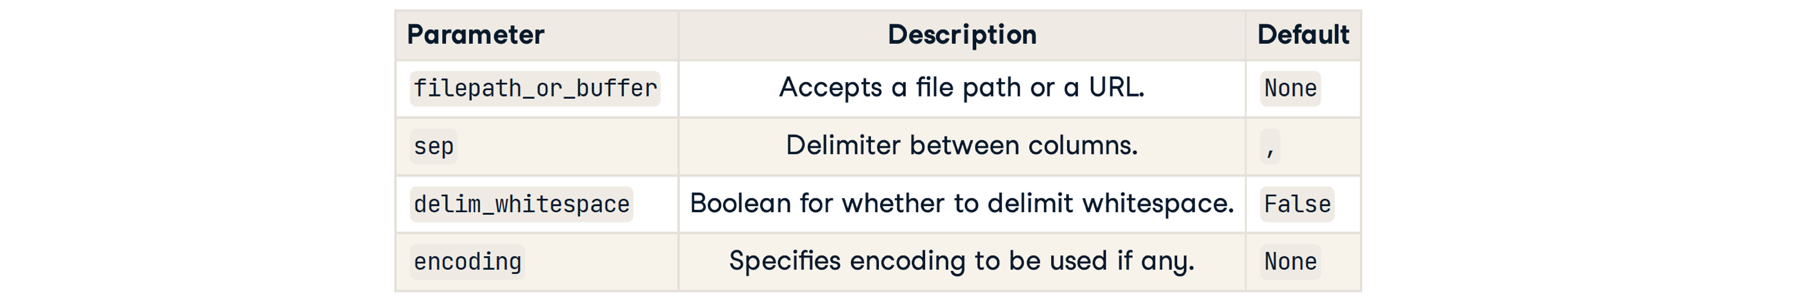 Parameter Description Default
filepath_or_buffer Accepts a file path or a URL. None
sep Delimiter between columns. ,
delim_whitespace Boolean for whether to delimit whitespace. False
encoding Specifies encoding to be used if any. None